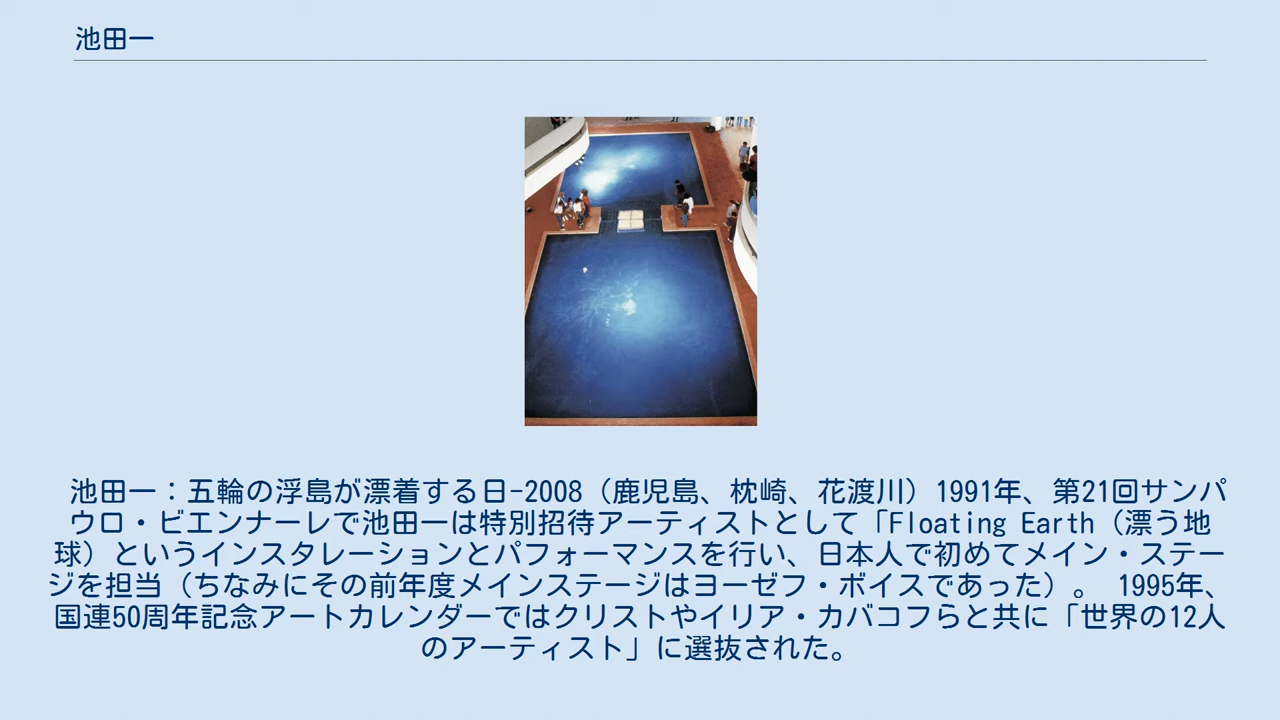 池田一
池田一：五輪の浮島が漂着する日-2008（鹿児島、枕崎、花渡川）1991年、第21回サンパ
ウロ・ビエンナーレで池田一は特別招待アーティストとして「Floating Earth（漂う地
球）というインスタレーションとパフォーマンスを行い、日本人で初めてメイン・ステー
ジを担当（ちなみにその前年度メインステージはヨーゼフ・ボイスであった）。 1995年、
国連50周年記念アートカレンダーではクリストやイリア・カバコフらと共に「世界の12人
のアーティスト」に選抜された。